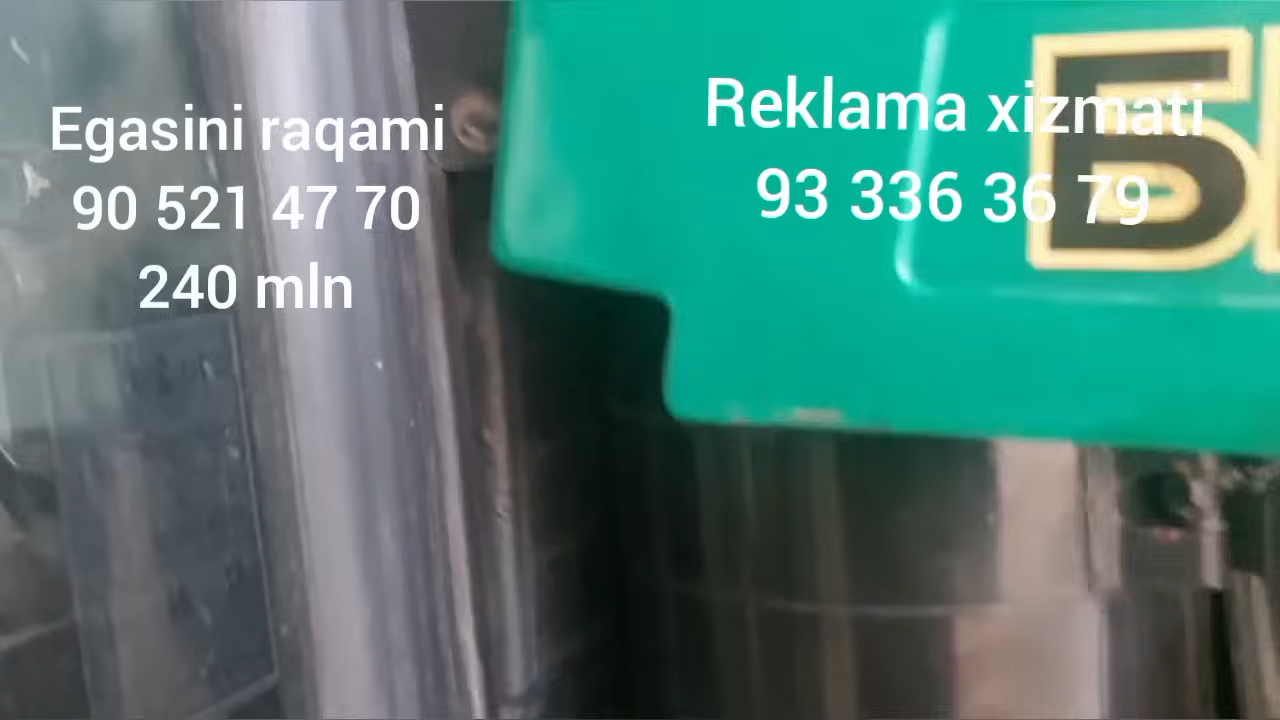 Egasini raqami
90 521 47 70
240 mln
Reklama xizmati
93 336 36 79